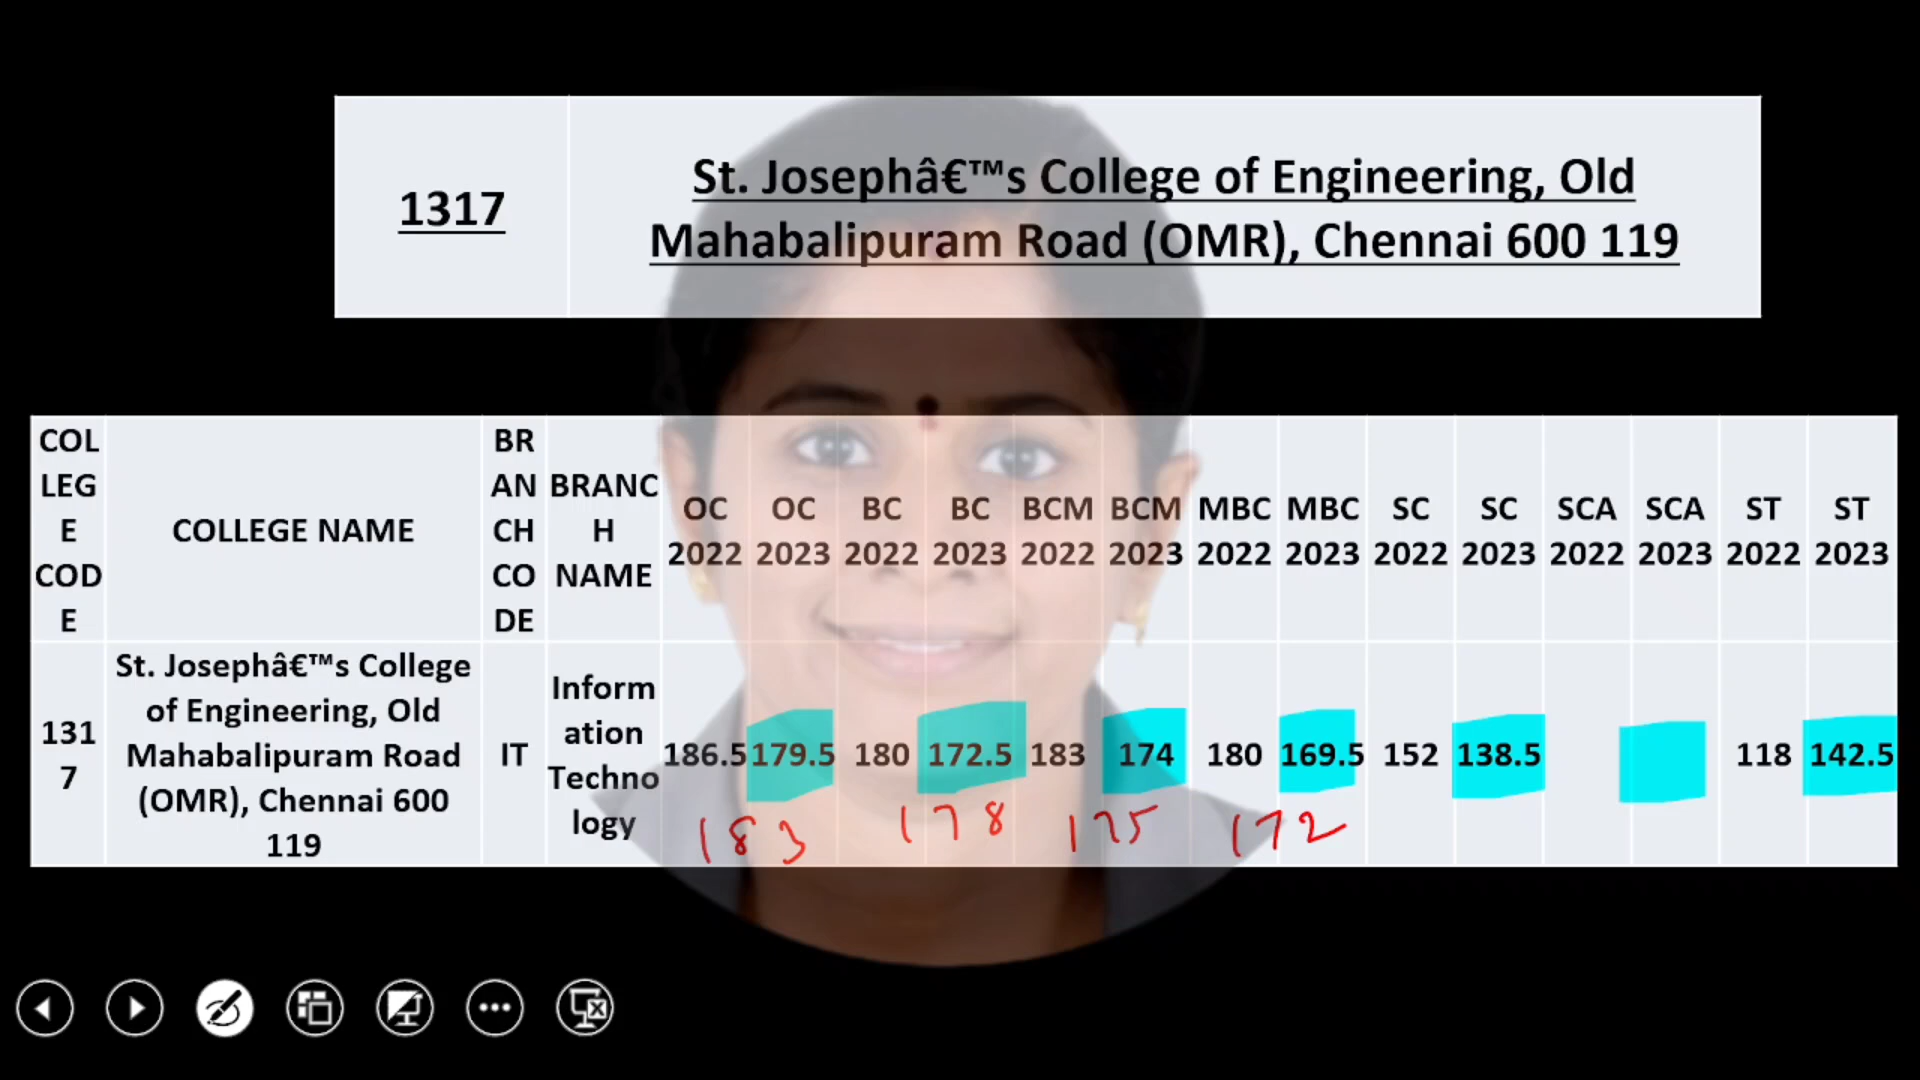 1317
St. Josephâ€™s College of Engineering, Old
Mahabalipuram Road (OMR), Chennai 600 119
COL
LEG
E
COD
E
COLLEGE NAME
BR
AN
CH
CO
DE
BRANC
H
NAME
OC
2022
OC
2023
BC
2022
BC
2023
BCM
2022
BCM
2023
MBC
2022
MBC
2023
SC
2022
SC
2023
SCA
2022
SCA
2023
ST
2022
ST
2023
131
7
St. Josephâ€™s College
of Engineering, Old
Mahabalipuram Road
(OMR), Chennai 600
119
IT
Inform
ation
Techno
logy
186.5
179.5
180
172.5
183
174
180
169.5
152
138.5
118
142.5
183
178
175
172